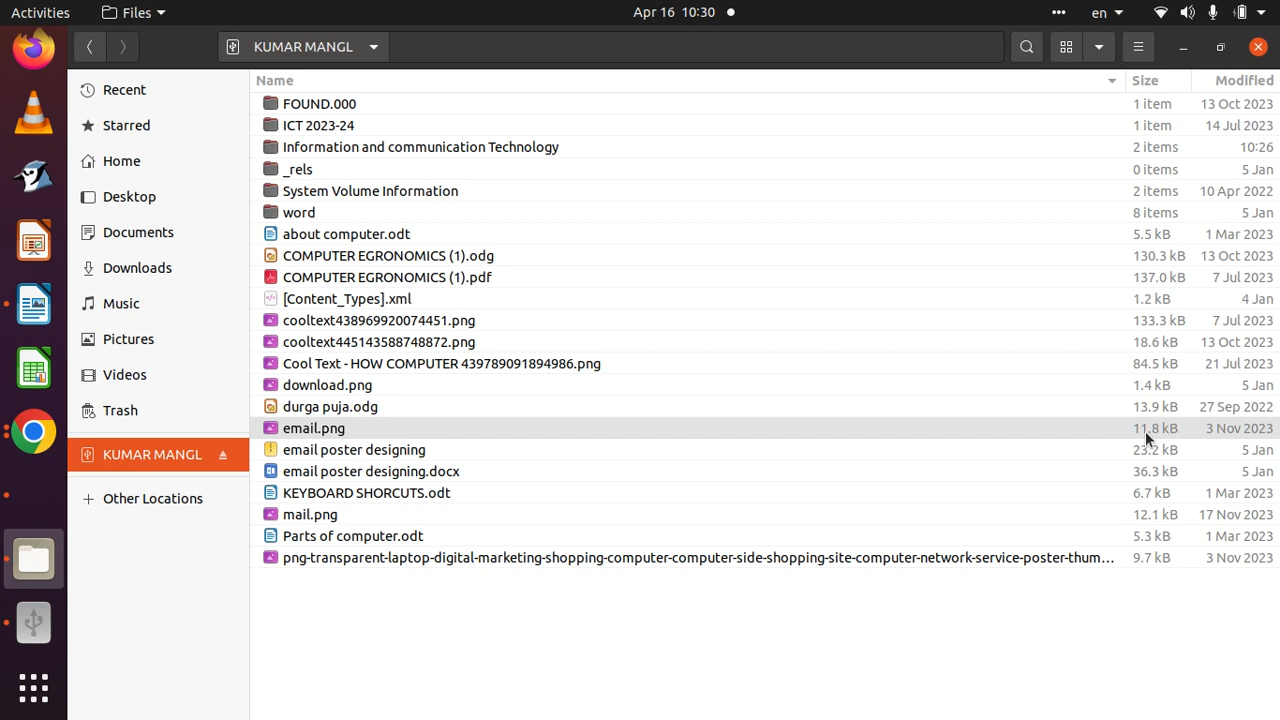 Activities Files Apr 16 10:30 en
KUMAR MANGL
Name Size Modified
Recent
Starred
Home
Desktop
Documents
Downloads
Music
Pictures
Videos
Trash
KUMAR MANGL
Other Locations
FOUND.000 1 item 13 Oct 2023
ICT 2023-24 1 item 14 Jul 2023
Information and communication Technology 2 items 10:26
_rels 0 items 5 Jan
System Volume Information 2 items 10 Apr 2022
word 8 items 5 Jan
about computer.odt 5.5 kB 1 Mar 2023
COMPUTER EGRONOMICS (1).odg 130.3 kB 13 Oct 2023
COMPUTER EGRONOMICS (1).pdf 137.0 kB 7 Jul 2023
[Content_Types].xml 1.2 kB 4 Jan
cooltext438969920074451.png 133.3 kB 7 Jul 2023
cooltext445143588748872.png 18.6 kB 13 Oct 2023
Cool Text - HOW COMPUTER 439789091894986.png 84.5 kB 21 Jul 2023
download.png 1.4 kB 5 Jan
durga puja.odg 13.9 kB 27 Sep 2022
email.png 11.8 kB 3 Nov 2023
email poster designing 23.2 kB 5 Jan
email poster designing.docx 36.3 kB 5 Jan
KEYBOARD SHORCUTS.odt 6.7 kB 1 Mar 2023
mail.png 12.1 kB 17 Nov 2023
Parts of computer.odt 5.3 kB 1 Mar 2023
png-transparent-laptop-digital-marketing-shopping-computer-computer-side-shopping-site-computer-network-service-poster-thum… 9.7 kB 3 Nov 2023